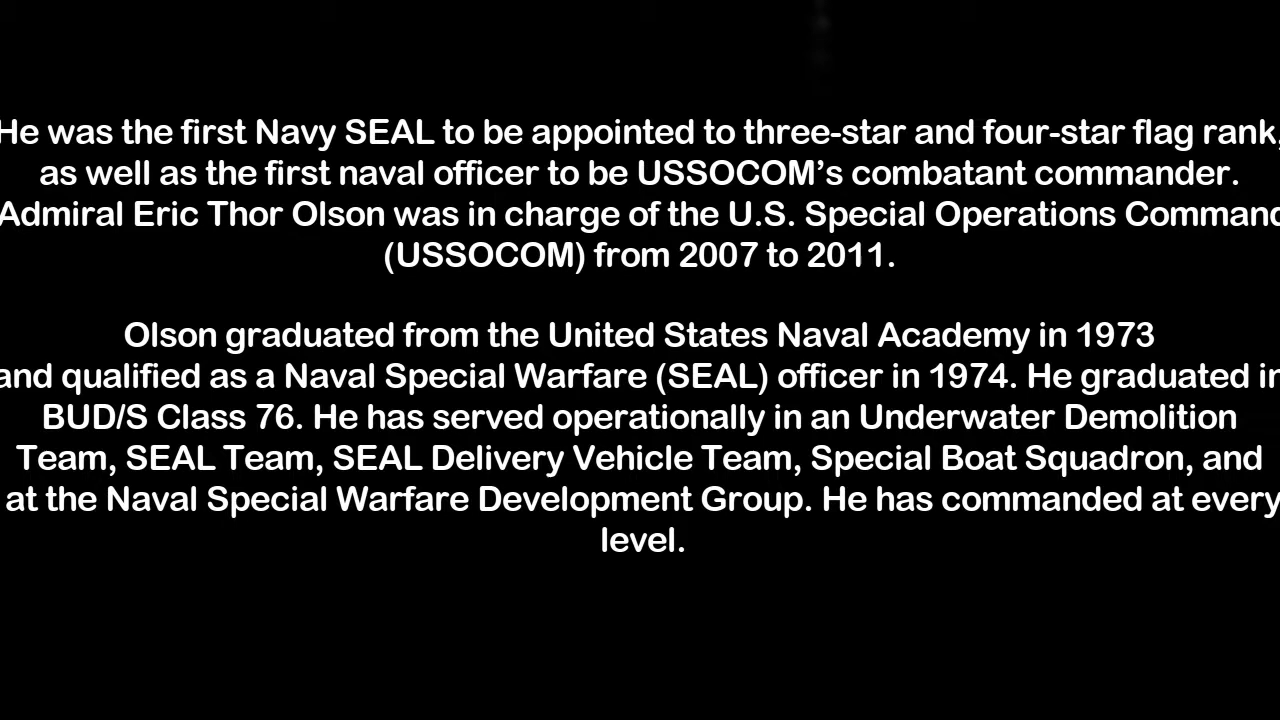 He was the first Navy SEAL to be appointed to three-star and four-star flag rank,
as well as the first naval officer to be USSOCOM’s combatant commander.
Admiral Eric Thor Olson was in charge of the U.S. Special Operations Command
(USSOCOM) from 2007 to 2011.
Olson graduated from the United States Naval Academy in 1973
and qualified as a Naval Special Warfare (SEAL) officer in 1974. He graduated in
BUD/S Class 76. He has served operationally in an Underwater Demolition
Team, SEAL Team, SEAL Delivery Vehicle Team, Special Boat Squadron, and
at the Naval Special Warfare Development Group. He has commanded at every
level.